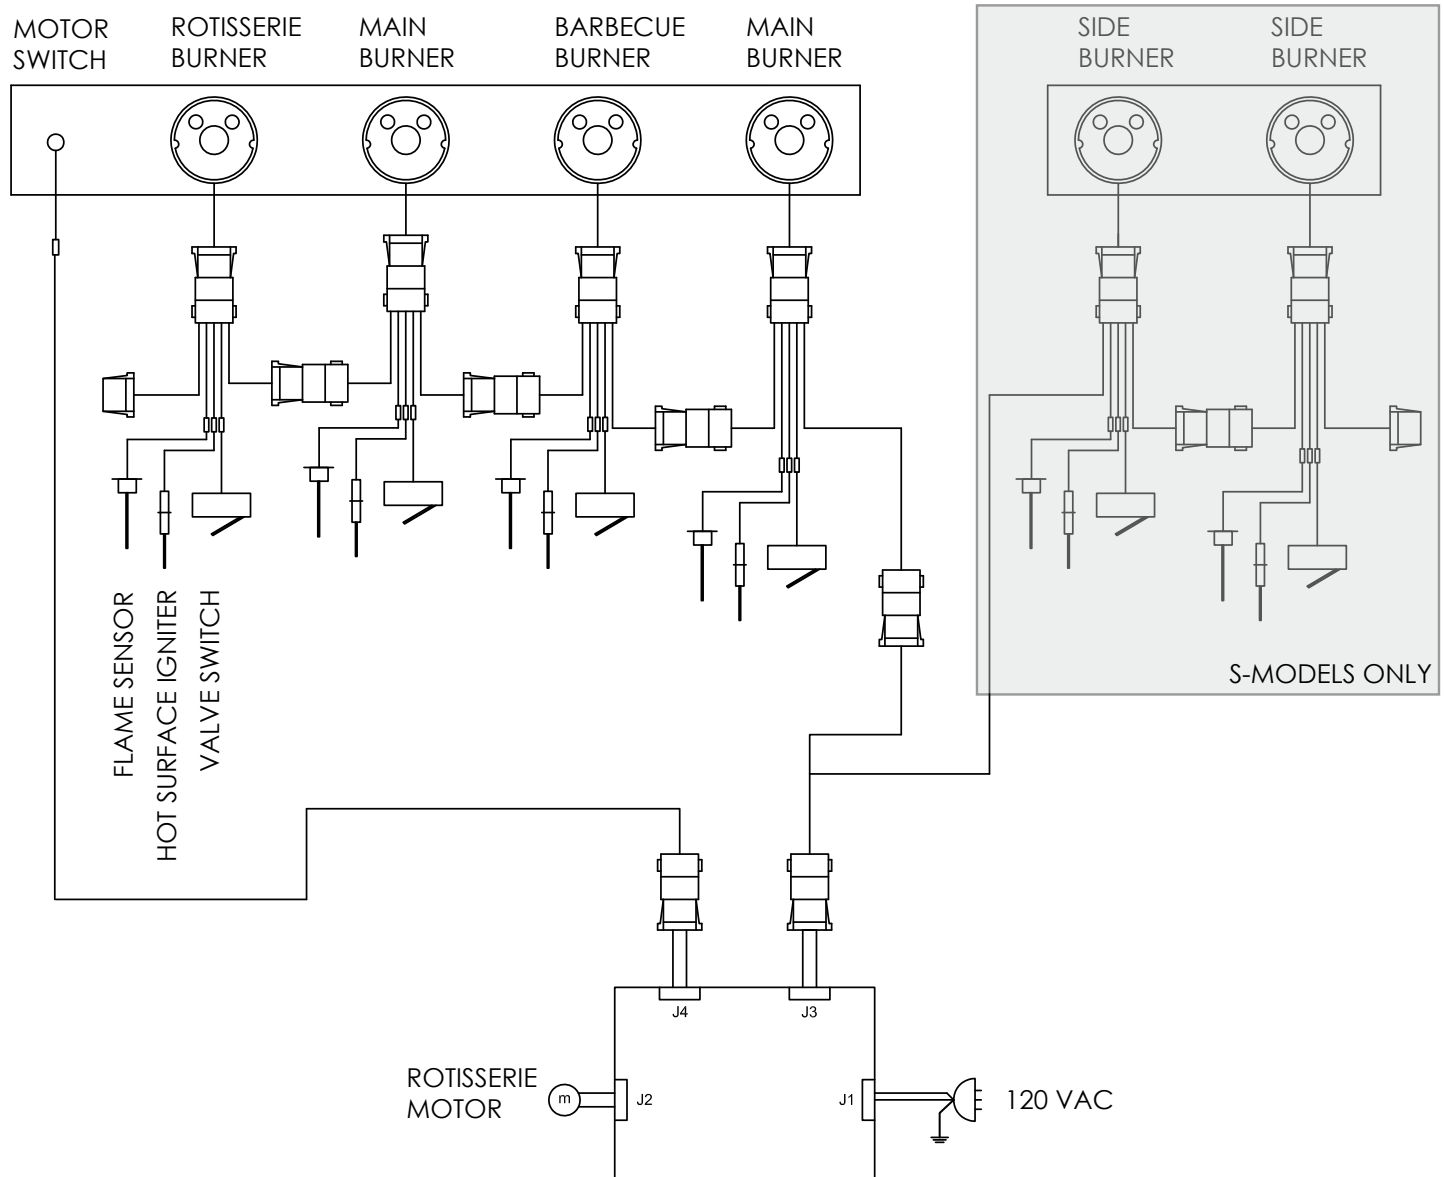 MOTOR
SWITCH
ROTISSERIE
BURNER
MAIN
BURNER
BARBECUE
BURNER
MAIN
BURNER
SIDE
BURNER
SIDE
BURNER
FLAME SENSOR
HOT SURFACE IGNITER
VALVE SWITCH
S-MODELS ONLY
J4
J3
ROTISSERIE
MOTOR
m
J2
J1
120 VAC